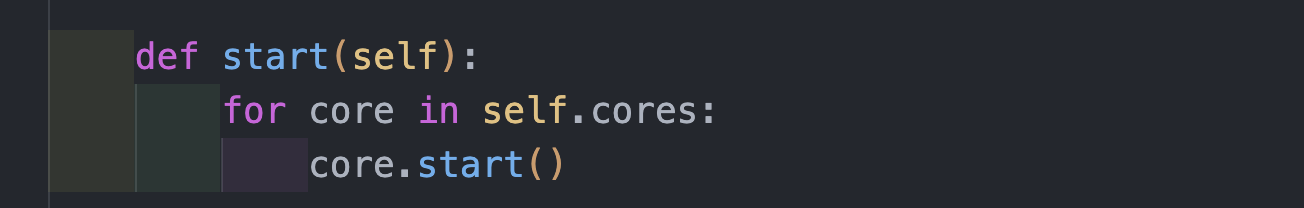 def start(self):
for core in self.cores:
core.start()